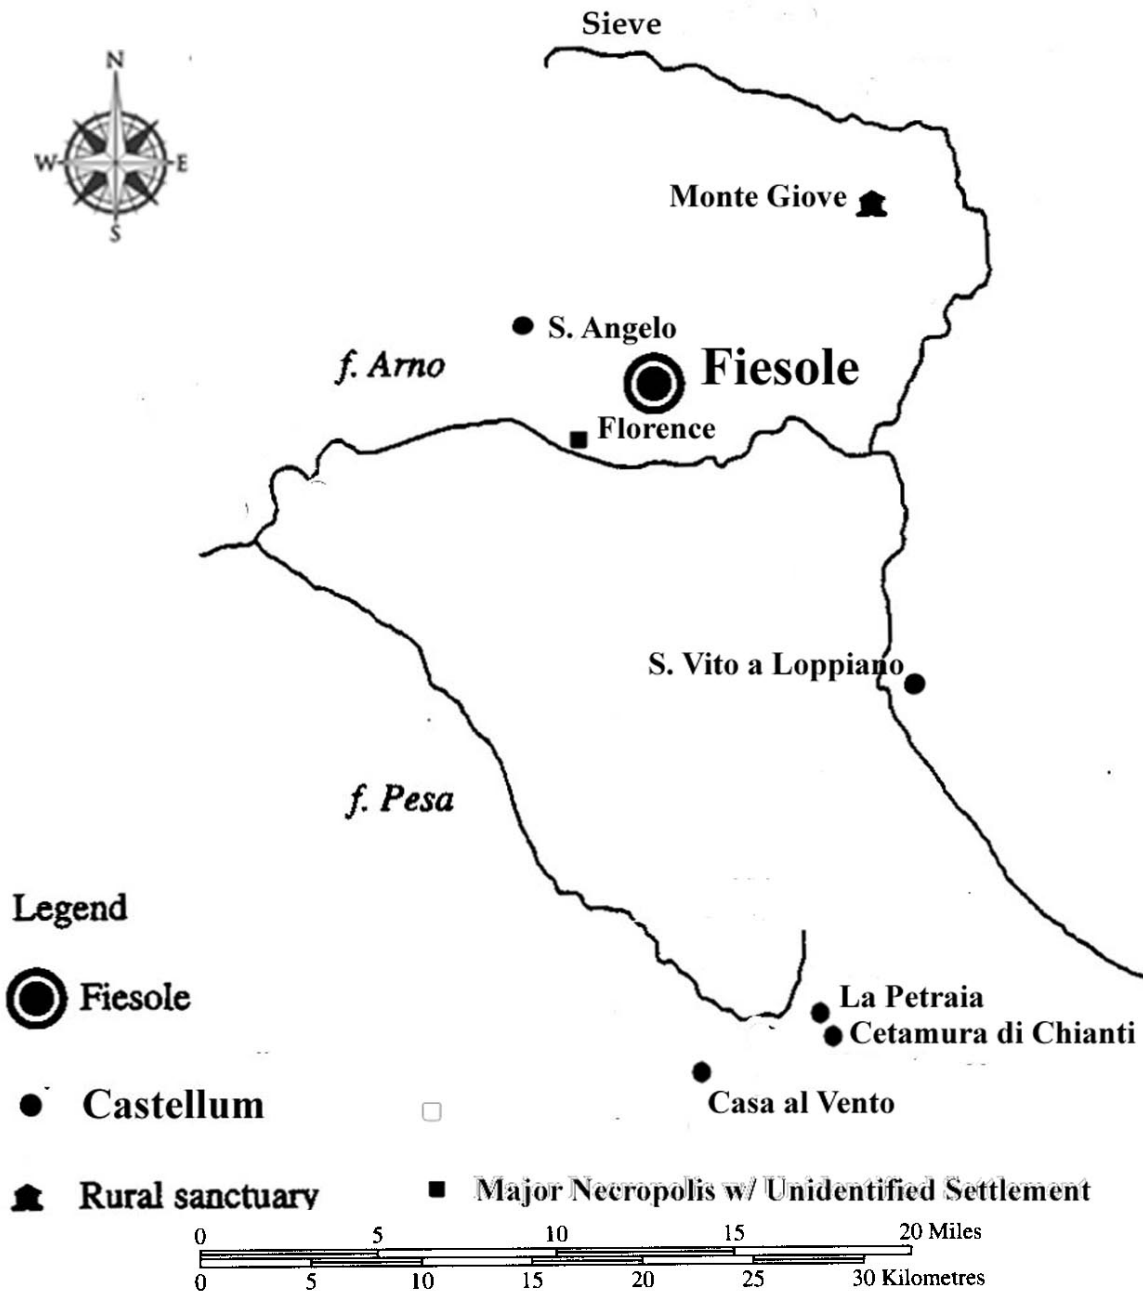 Sieve
N
W
E
S
Monte Giove
S. Angelo
f. Arno
Fiesole
Florence
S. Vito a Loppiano
f. Pesa
Legend
Fiesole
La Petraia
Cetamura di Chianti
Casa al Vento
Castellum
Rural sanctuary
Major Necropolis w/ Unidentified Settlement
0 5 10 15 20 Miles
0 5 10 15 20 25 30 Kilometres